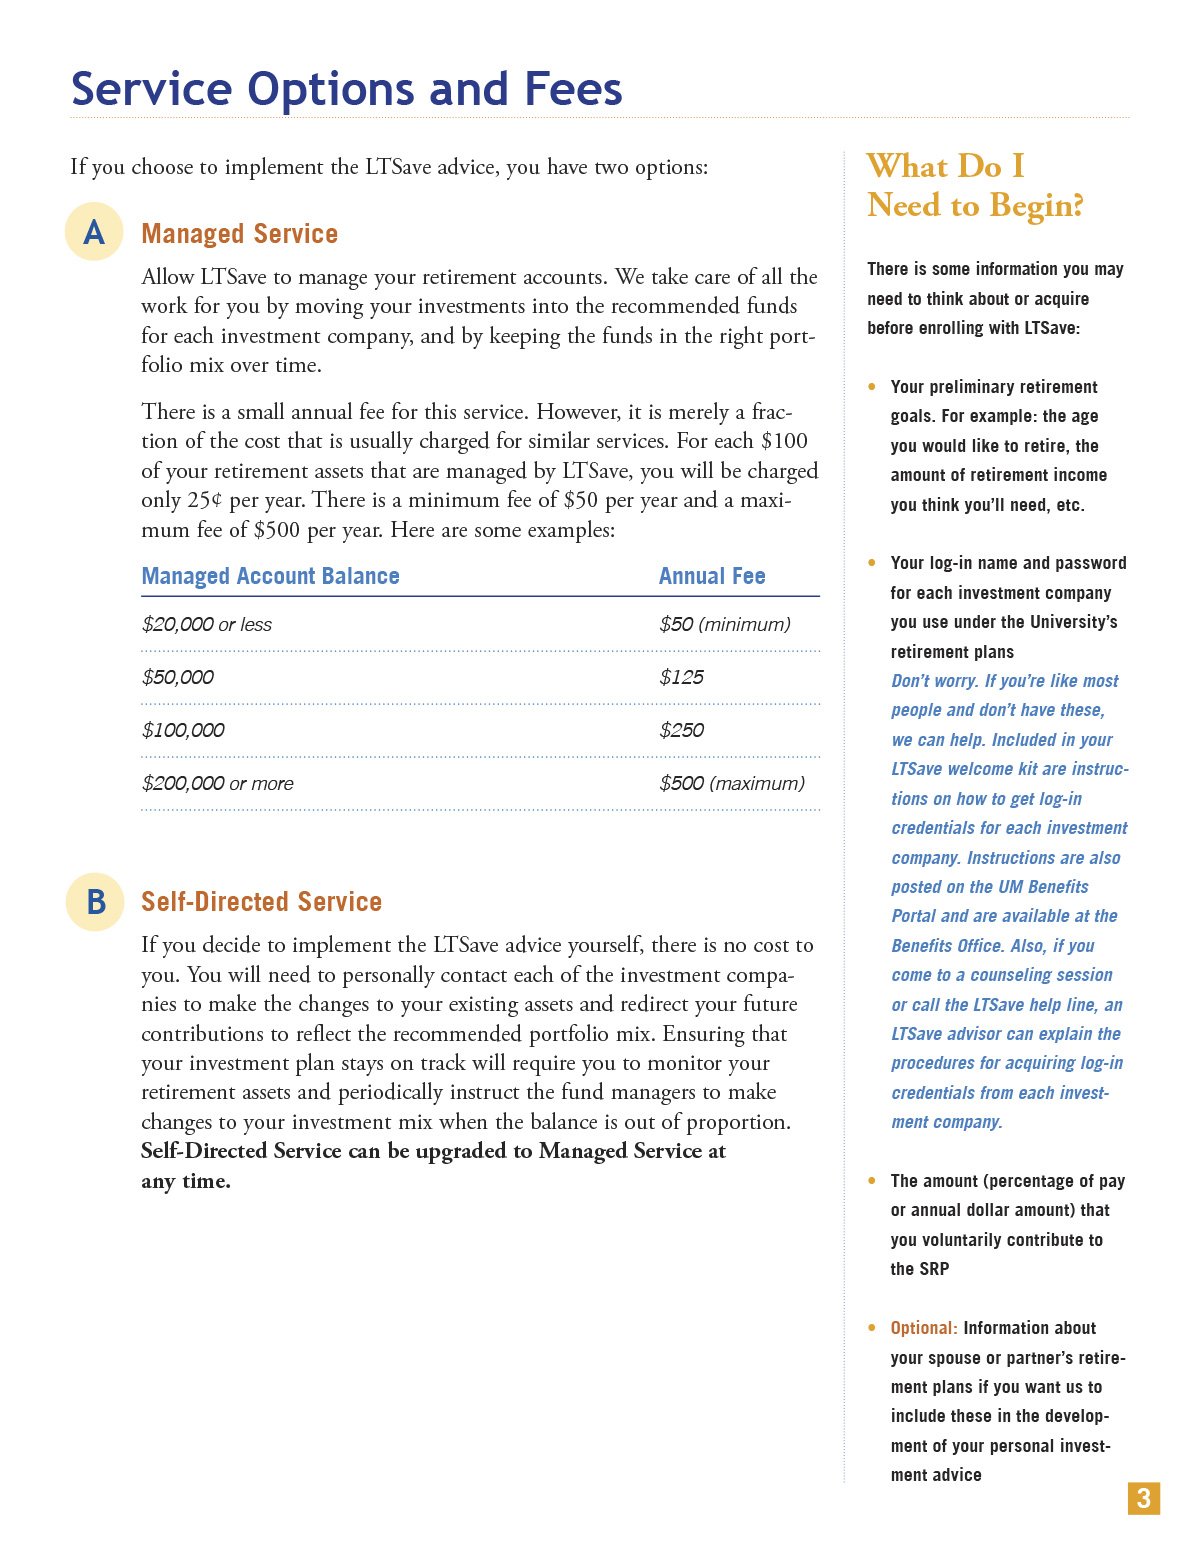 Service Options and Fees
If you choose to implement the LTSave advice, you have two options:
A
Managed Service
Allow LTSave to manage your retirement accounts. We take care of all the
work for you by moving your investments into the recommended funds
for each investment company, and by keeping the funds in the right port-
folio mix over time.
There is a small annual fee for this service. However, it is merely a frac-
tion of the cost that is usually charged for similar services. For each $100
of your retirement assets that are managed by LTSave, you will be charged
only 25¢ per year. There is a minimum fee of $50 per year and a maxi-
mum fee of $500 per year. Here are some examples:
Managed Account Balance Annual Fee
$20,000 or less $50 (minimum)
$50,000 $125
$100,000 $250
$200,000 or more $500 (maximum)
B
Self-Directed Service
If you decide to implement the LTSave advice yourself, there is no cost to
you. You will need to personally contact each of the investment compa-
nies to make the changes to your existing assets and redirect your future
contributions to reflect the recommended portfolio mix. Ensuring that
your investment plan stays on track will require you to monitor your
retirement assets and periodically instruct the fund managers to make
changes to your investment mix when the balance is out of proportion.
Self-Directed Service can be upgraded to Managed Service at
any time.
What Do I
Need to Begin?
There is some information you may
need to think about or acquire
before enrolling with LTSave:
• Your preliminary retirement
goals. For example: the age
you would like to retire, the
amount of retirement income
you think you'll need, etc.
• Your log-in name and password
for each investment company
you use under the University's
retirement plans
Don't worry. If you're like most
people and don't have these,
we can help. Included in your
LTSave welcome kit are instruc-
tions on how to get log-in
credentials for each investment
company. Instructions are also
posted on the UM Benefits
Portal and are available at the
Benefits Office. Also, if you
come to a counseling session
or call the LTSave help line, an
LTSave advisor can explain the
procedures for acquiring log-in
credentials from each invest-
ment company.
• The amount (percentage of pay
or annual dollar amount) that
you voluntarily contribute to
the SRP
• Optional: Information about
your spouse or partner's retire-
ment plans if you want us to
include these in the develop-
ment of your personal invest-
ment advice
3